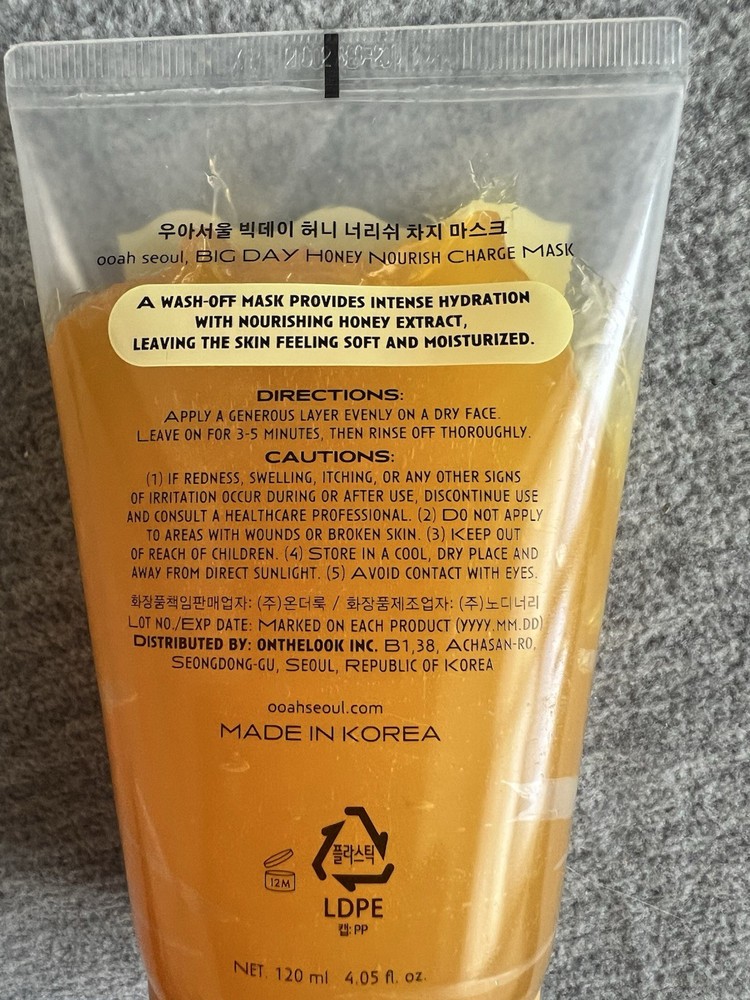 우아서울 빅데이 허니 너리쉬 차지 마스크
ooah seoul, BIG DAY HONEY NOURISH CHARGE MASK
A WASH-OFF MASK PROVIDES INTENSE HYDRATION
WITH NOURISHING HONEY EXTRACT,
LEAVING THE SKIN FEELING SOFT AND MOISTURIZED.
DIRECTIONS:
APPLY A GENEROUS LAYER EVENLY ON A DRY FACE.
LEAVE ON FOR 3-5 MINUTES, THEN RINSE OFF THOROUGHLY.
CAUTIONS:
(1) IF REDNESS, SWELLING, ITCHING, OR ANY OTHER SIGNS
OF IRRITATION OCCUR DURING OR AFTER USE, DISCONTINUE USE
AND CONSULT A HEALTHCARE PROFESSIONAL. (2) DO NOT APPLY
TO AREAS WITH WOUNDS OR BROKEN SKIN. (3) KEEP OUT
OF REACH OF CHILDREN. (4) STORE IN A COOL, DRY PLACE AND
AWAY FROM DIRECT SUNLIGHT. (5) AVOID CONTACT WITH EYES.
화장품책임판매업자: (주)온더룩 / 화장품제조업자: (주)노디너리
LOT NO./EXP DATE: MARKED ON EACH PRODUCT (YYYY.MM.DD)
DISTRIBUTED BY: ONTHELOOK INC. B1,38, ACHASAN-RO,
SEONGDONG-GU, SEOUL, REPUBLIC OF KOREA
ooahseoul.com
MADE IN KOREA
플라스틱
12M
LDPE
캡: PP
NET. 120 ml 4.05 fl. oz.